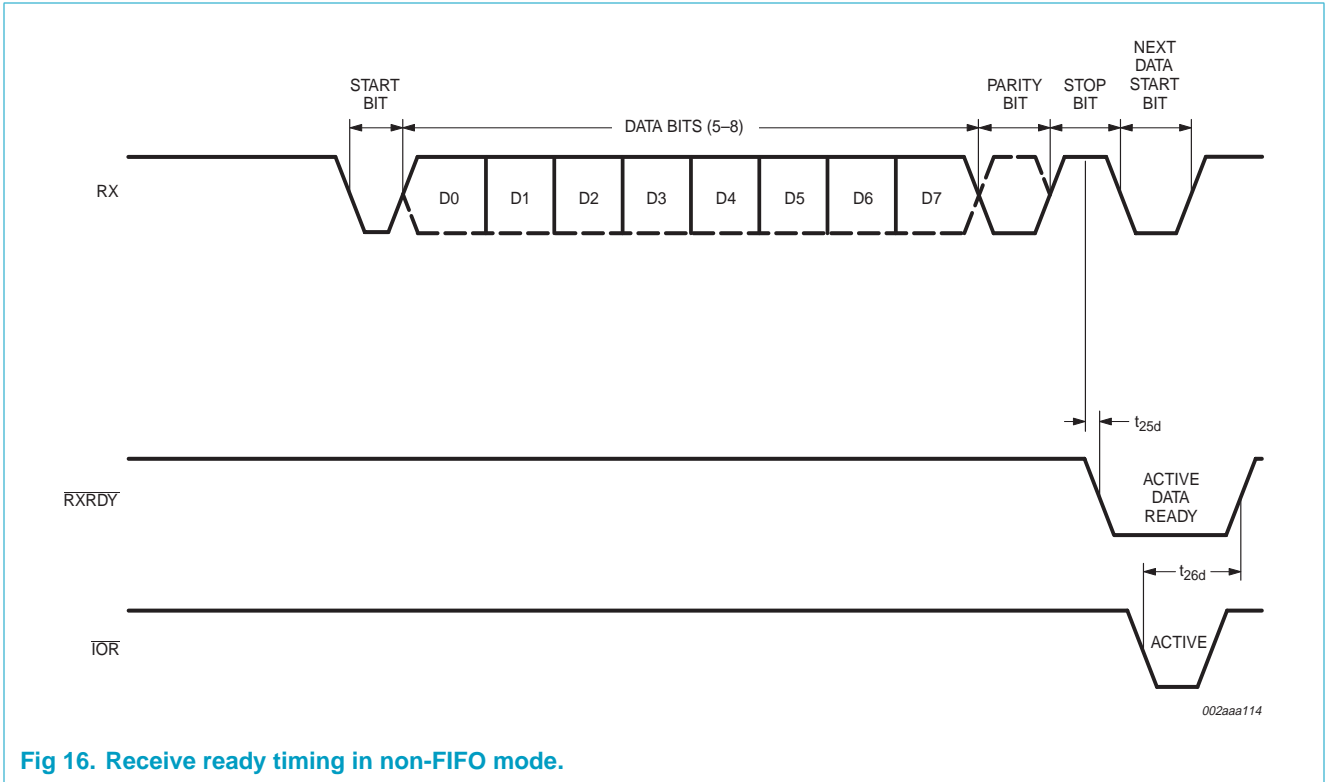 START
BIT
DATA BITS (5–8)
PARITY
BIT
STOP
BIT
NEXT
DATA
START
BIT
RX
D0
D1
D2
D3
D4
D5
D6
D7
t25d
RXRDY
ACTIVE
DATA
READY
t26d
IOR
ACTIVE
002aaa114
Fig 16. Receive ready timing in non-FIFO mode.